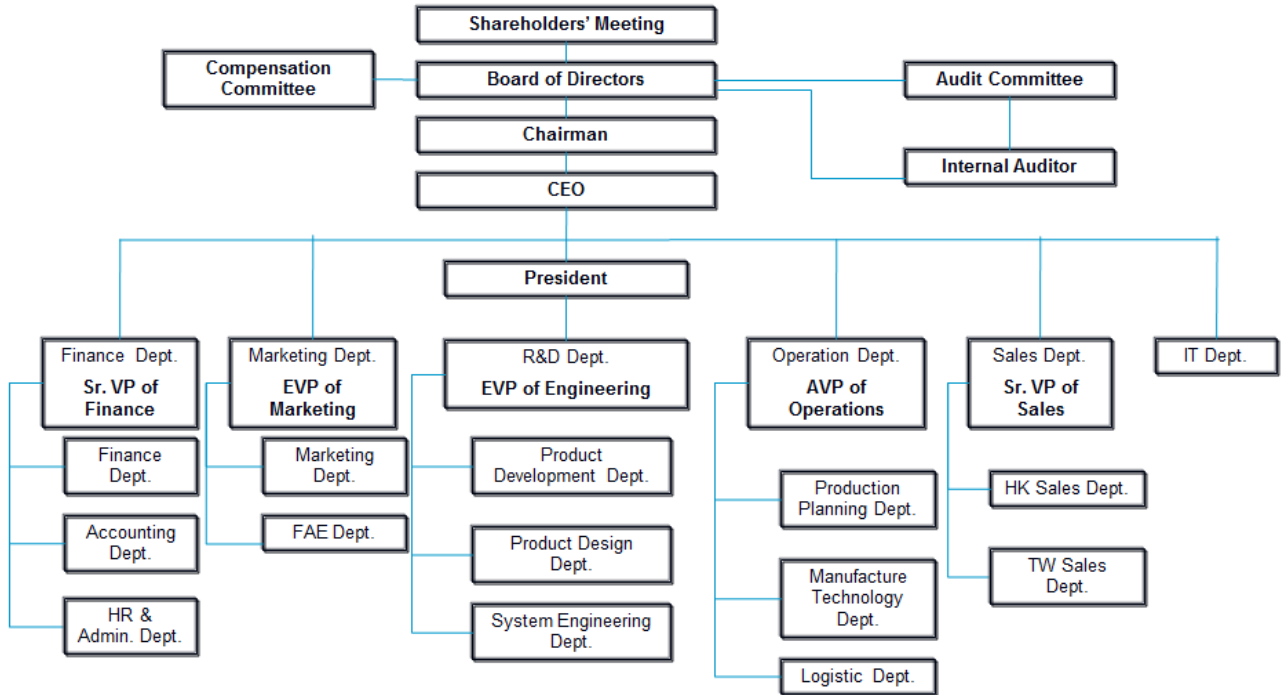 Shareholders' Meeting
Compensation
Committee
Board of Directors
Audit Committee
Chairman
Internal Auditor
CEO
President
Finance Dept.
Sr. VP of
Finance
Marketing Dept.
EVP of
Marketing
R&D Dept.
EVP of Engineering
Operation Dept.
AVP of
Operations
Sales Dept.
Sr. VP of
Sales
IT Dept.
Finance
Dept.
Accounting
Dept.
HR &
Admin. Dept.
Marketing
Dept.
FAE Dept.
Product
Development Dept.
Product Design
Dept.
System Engineering
Dept.
Production
Planning Dept.
Manufacture
Technology
Dept.
Logistic Dept.
HK Sales Dept.
TW Sales
Dept.